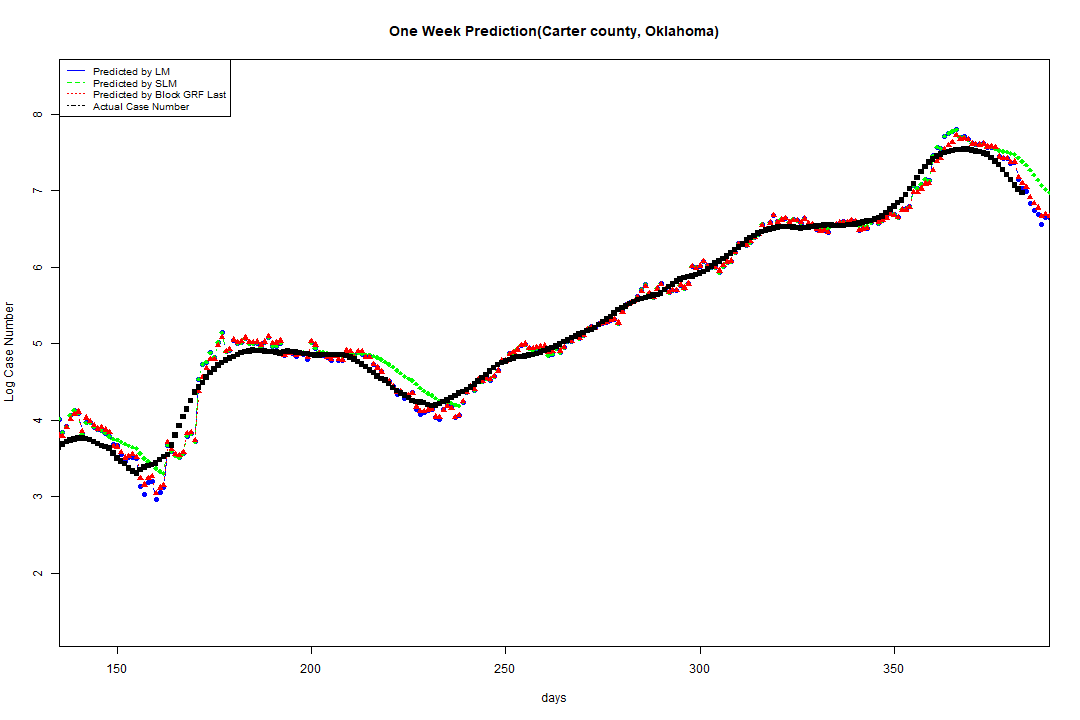 One Week Prediction(Carter county, Oklahoma)
Predicted by LM
Predicted by SLM
Predicted by Block GRF Last
Actual Case Number
8
7
6
5
4
3
2
Log Case Number
150 200 250 300 350
days